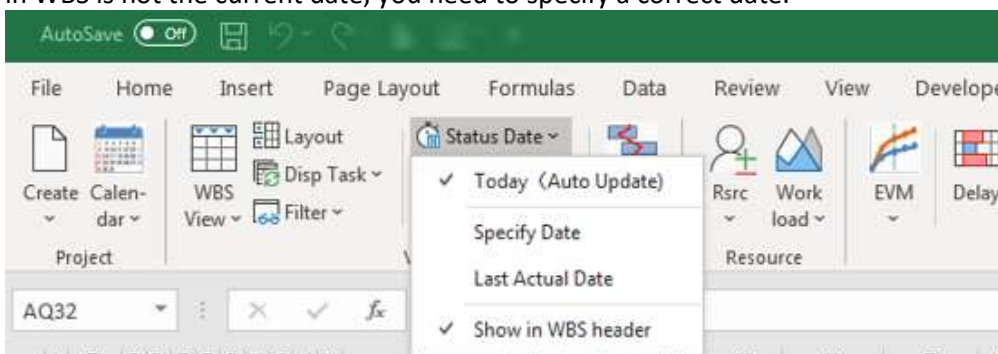 in WBS is not the current date, you need to specify a correct date.
AutoSave Off
File Home Insert Page Layout Formulas Data Review View Develope
Layout
Status Date
Disp Task
Create Calen- WBS Filter Rsrc Work EVM Delay
dar View load
Project Resource
Today (Auto Update)
Specify Date
Last Actual Date
Show in WBS header
AQ32 fx